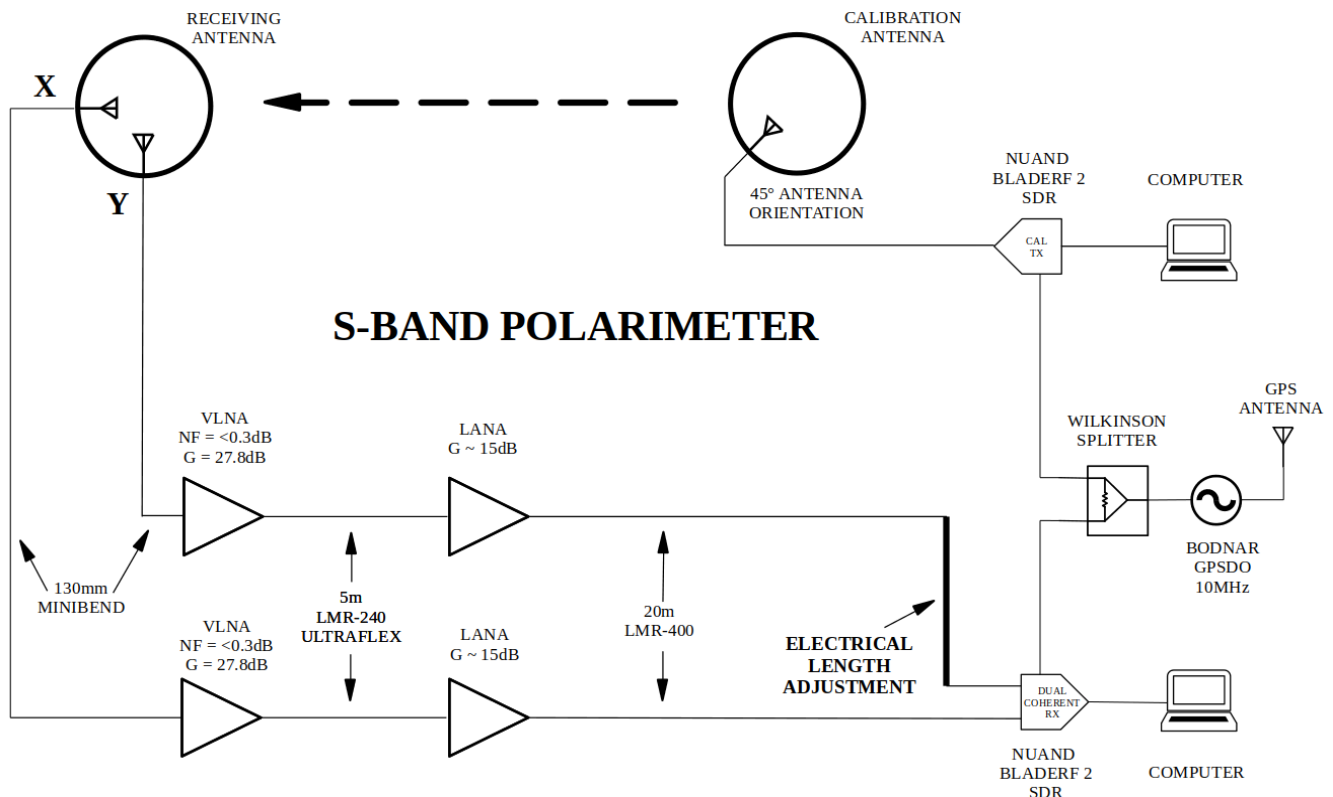 RECEIVING
ANTENNA
CALIBRATION
ANTENNA
X
Y
45° ANTENNA
ORIENTATION
NUAND
BLADERF 2
SDR
COMPUTER
CAL
TX
S-BAND POLARIMETER
GPS
ANTENNA
WILKINSON
SPLITTER
VLNA
NF = <0.3dB
G = 27.8dB
LANA
G ~ 15dB
BODNAR
GPSDO
10MHz
130mm
MINIBEND
5m
LMR-240
ULTRAFLEX
20m
LMR-400
VLNA
NF = <0.3dB
G = 27.8dB
LANA
G ~ 15dB
ELECTRICAL
LENGTH
ADJUSTMENT
DUAL
COHERENT
RX
NUAND
BLADERF 2
SDR
COMPUTER